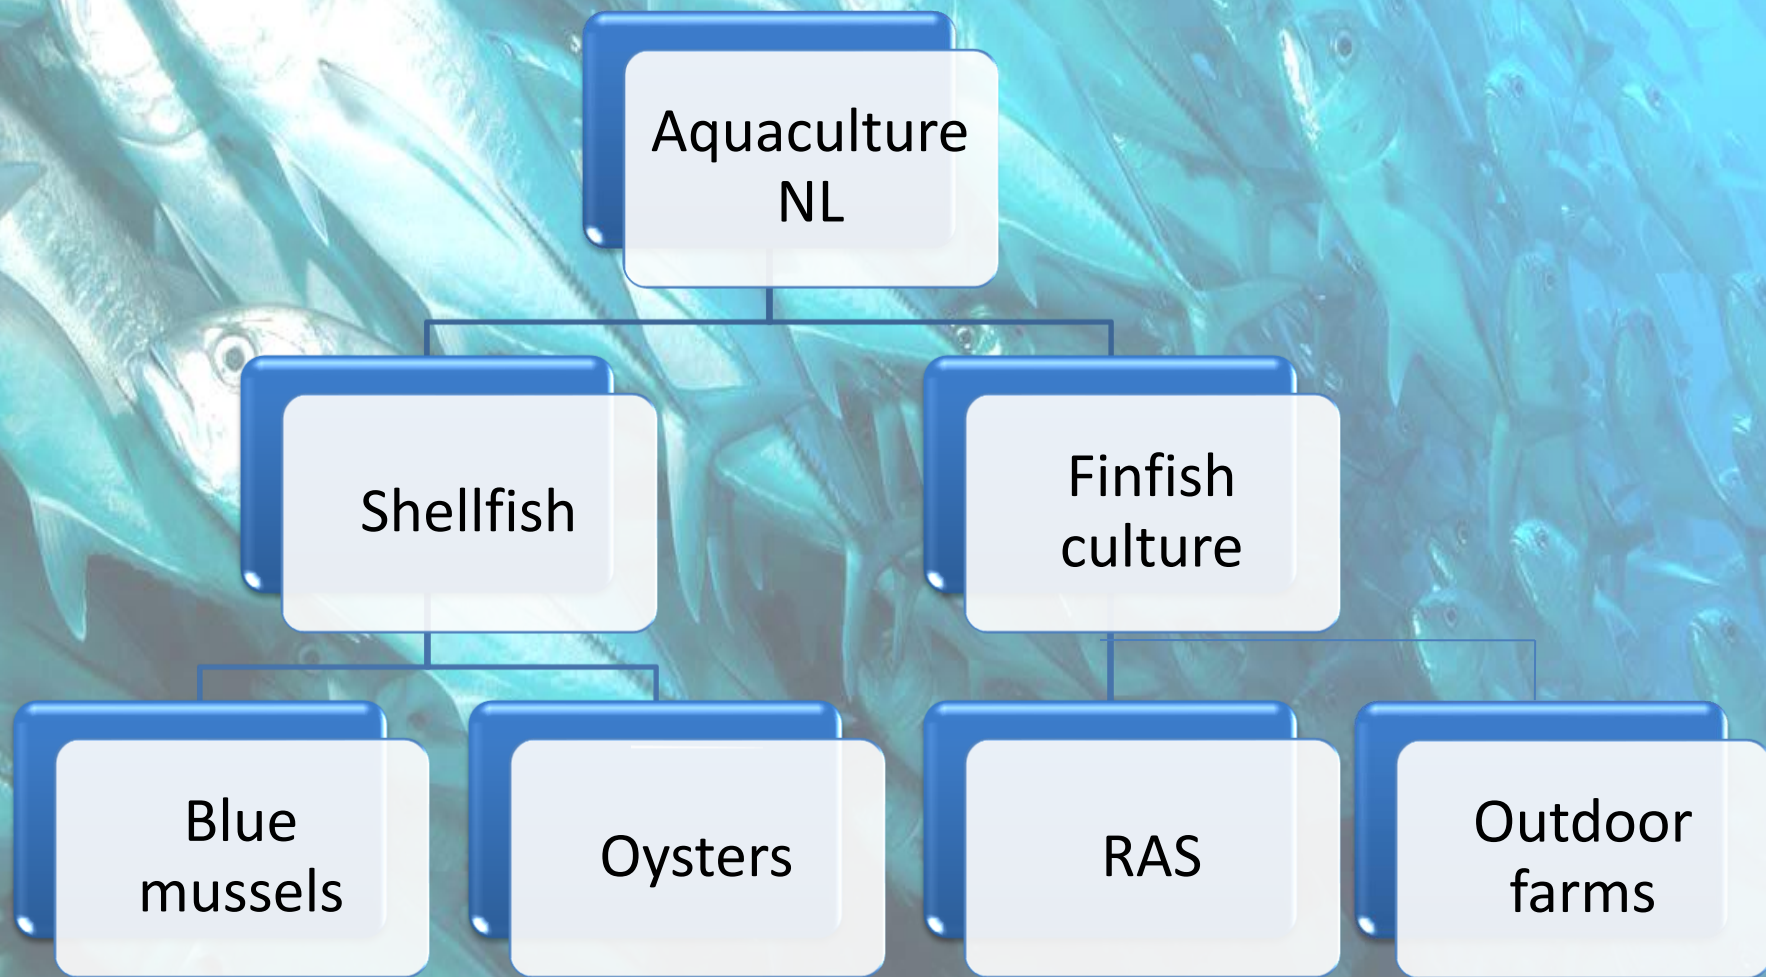 Aquaculture
NL
Shellfish
Finfish
culture
Blue
mussels
Oysters
RAS
Outdoor
farms